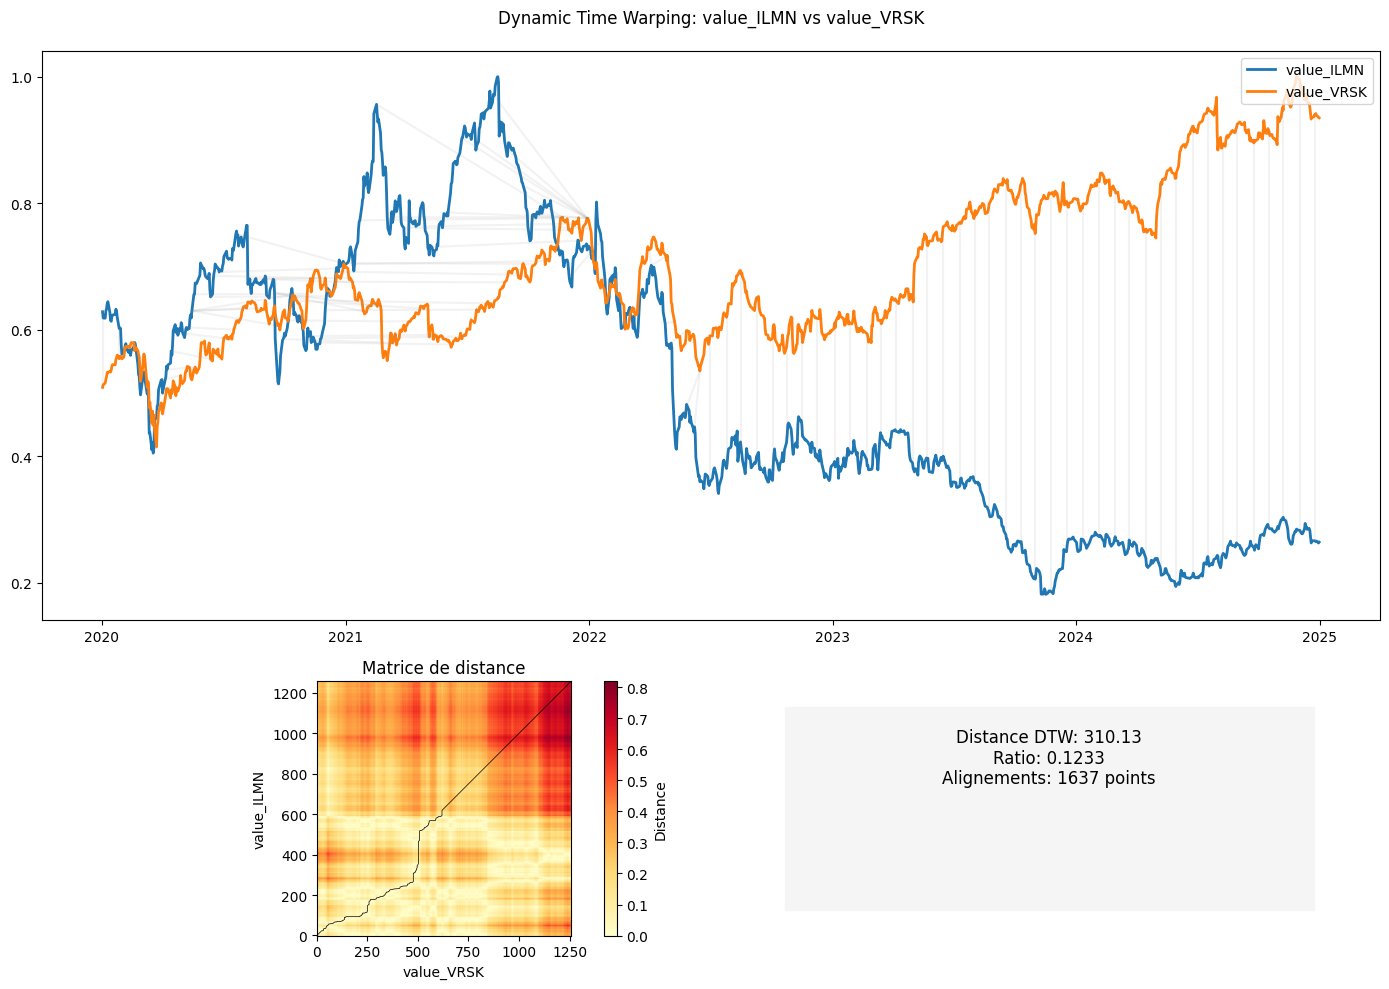 Dynamic Time Warping: value_ILMN vs value_VRSK
value_ILMN
value_VRSK
1.0
0.8
0.6
0.4
0.2
2020 2021 2022 2023 2024 2025
Matrice de distance
1200
1000
800
600
400
200
0
value_ILMN
0 250 500 750 1000 1250
value_VRSK
0.8
0.7
0.6
0.5
0.4
0.3
0.2
0.1
0.0
Distance
Distance DTW: 310.13
Ratio: 0.1233
Alignements: 1637 points